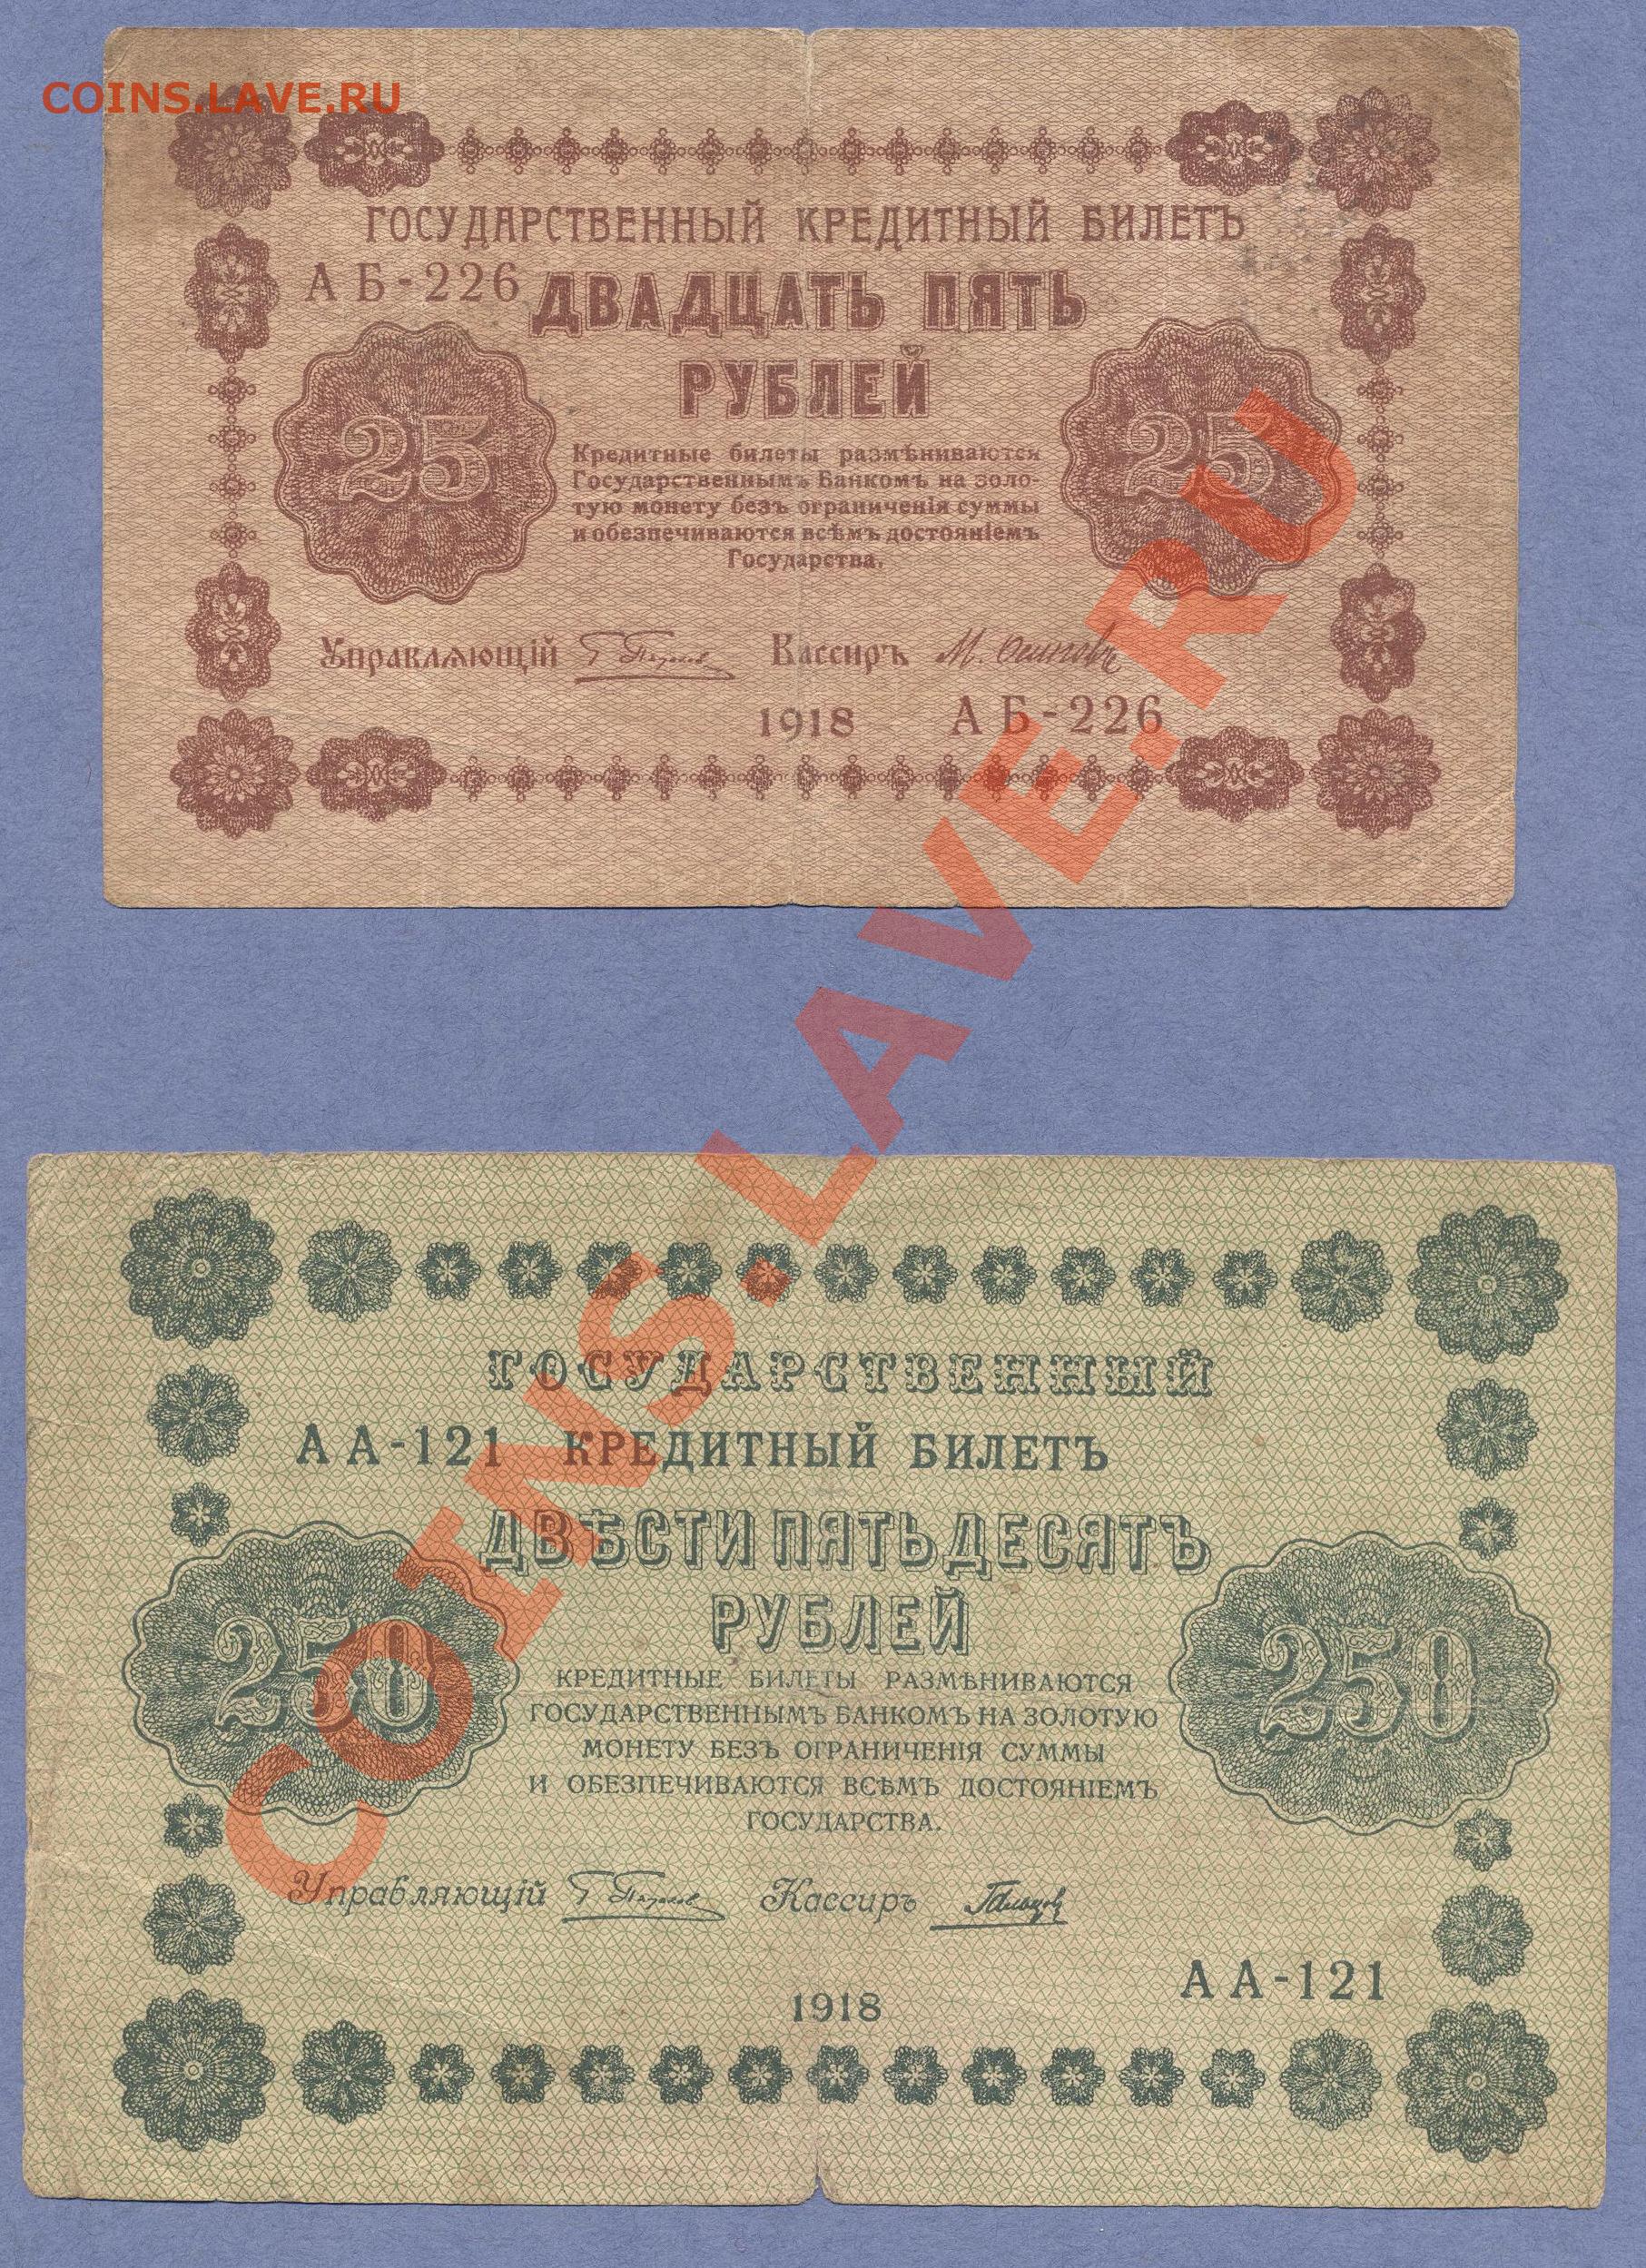 COINS.LAVE.RU
ГОСУДАРСТВЕННЫЙ КРЕДИТНЫЙ БИЛЕТЪ
АБ-226
ДВАДЦАТЬ ПЯТЬ
РУБЛЕЙ
25
25
Кредитные билеты размѣниваются
Государственнымъ Банкомъ на золо-
тую монету безъ ограниченія суммы
и обезпечиваются всѣмъ достояніемъ
Государства.
Управляющій
Кассиръ М. Осиповъ
1918 АБ-226
COINS.LAVE.RU
ГОСУДАРСТВЕННЫЙ
АА-121 КРЕДИТНЫЙ БИЛЕТЪ
ДВѢСТИ ПЯТЬДЕСЯТЪ
РУБЛЕЙ
250
250
КРЕДИТНЫЕ БИЛЕТЫ РАЗМѢНИВАЮТСЯ
ГОСУДАРСТВЕННЫМЪ БАНКОМЪ НА ЗОЛОТУЮ
МОНЕТУ БЕЗЪ ОГРАНИЧЕНІЯ СУММЫ
И ОБЕЗПЕЧИВАЮТСЯ ВСѢМЪ ДОСТОЯНІЕМЪ
ГОСУДАРСТВА.
Управляющій Кассиръ
АА-121
1918